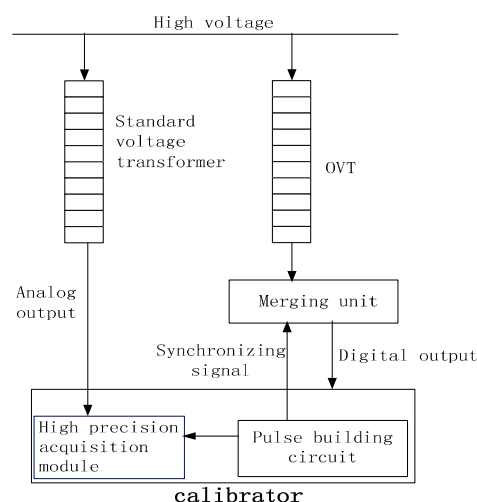 High voltage
Standard
voltage
transformer
OVT
Analog
output
Merging unit
Synchronizing
signal
Digital output
High precision
acquisition
module
Pulse building
circuit
calibrator